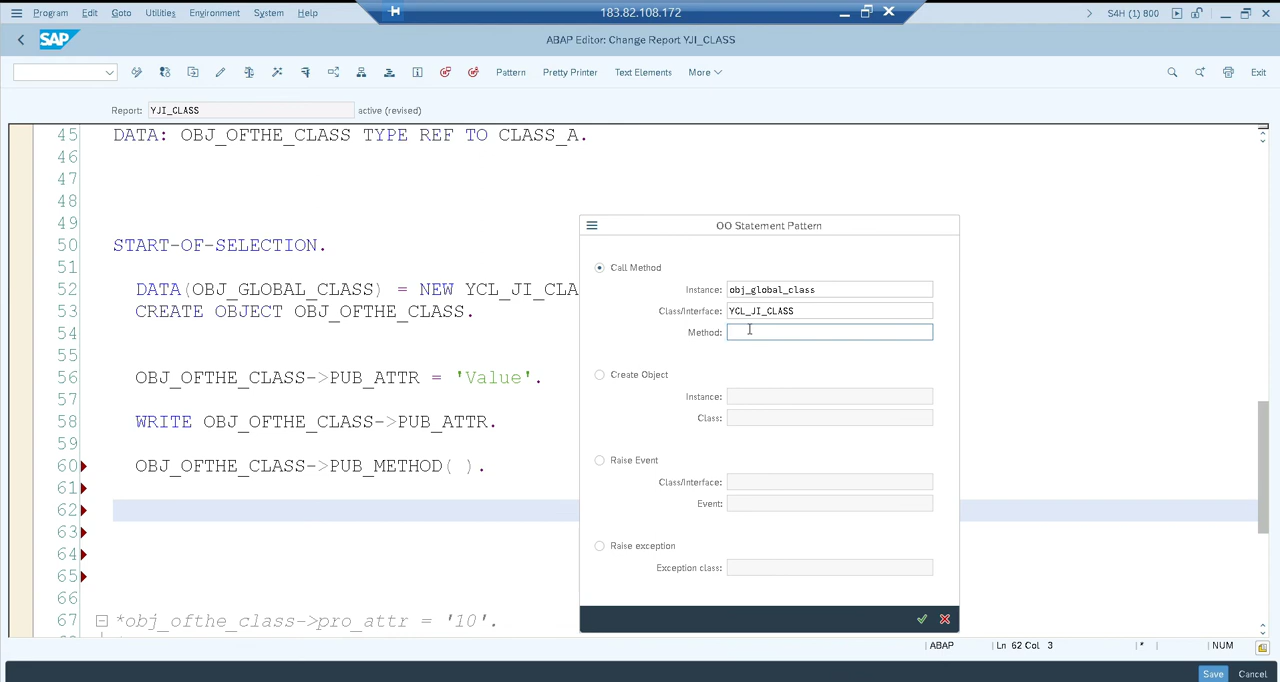 Program Edit Goto Utilities Environment System Help
183.82.108.172
S4H (1) 800
SAP
ABAP Editor: Change Report YJI_CLASS
Pattern Pretty Printer Text Elements More Exit
Report: YJI_CLASS active (revised)
45 DATA: OBJ_OFTHE_CLASS TYPE REF TO CLASS_A.
46
47
48
49
50 START-OF-SELECTION.
51
52 DATA(OBJ_GLOBAL_CLASS) = NEW YCL_JI_CLA
53 CREATE OBJECT OBJ_OFTHE_CLASS.
54
55
56 OBJ_OFTHE_CLASS->PUB_ATTR = 'Value'.
57
58 WRITE OBJ_OFTHE_CLASS->PUB_ATTR.
59
60 OBJ_OFTHE_CLASS->PUB_METHOD( ).
61
62
63
64
65
66
67 *obj_ofthe_class->pro_attr = '10'.
OO Statement Pattern
Call Method
Instance: obj_global_class
Class/Interface: YCL_JI_CLASS
Method:
Create Object
Instance:
Class:
Raise Event
Class/Interface:
Event:
Raise exception
Exception class:
ABAP Ln 62 Col 3 * NUM
Save Cancel